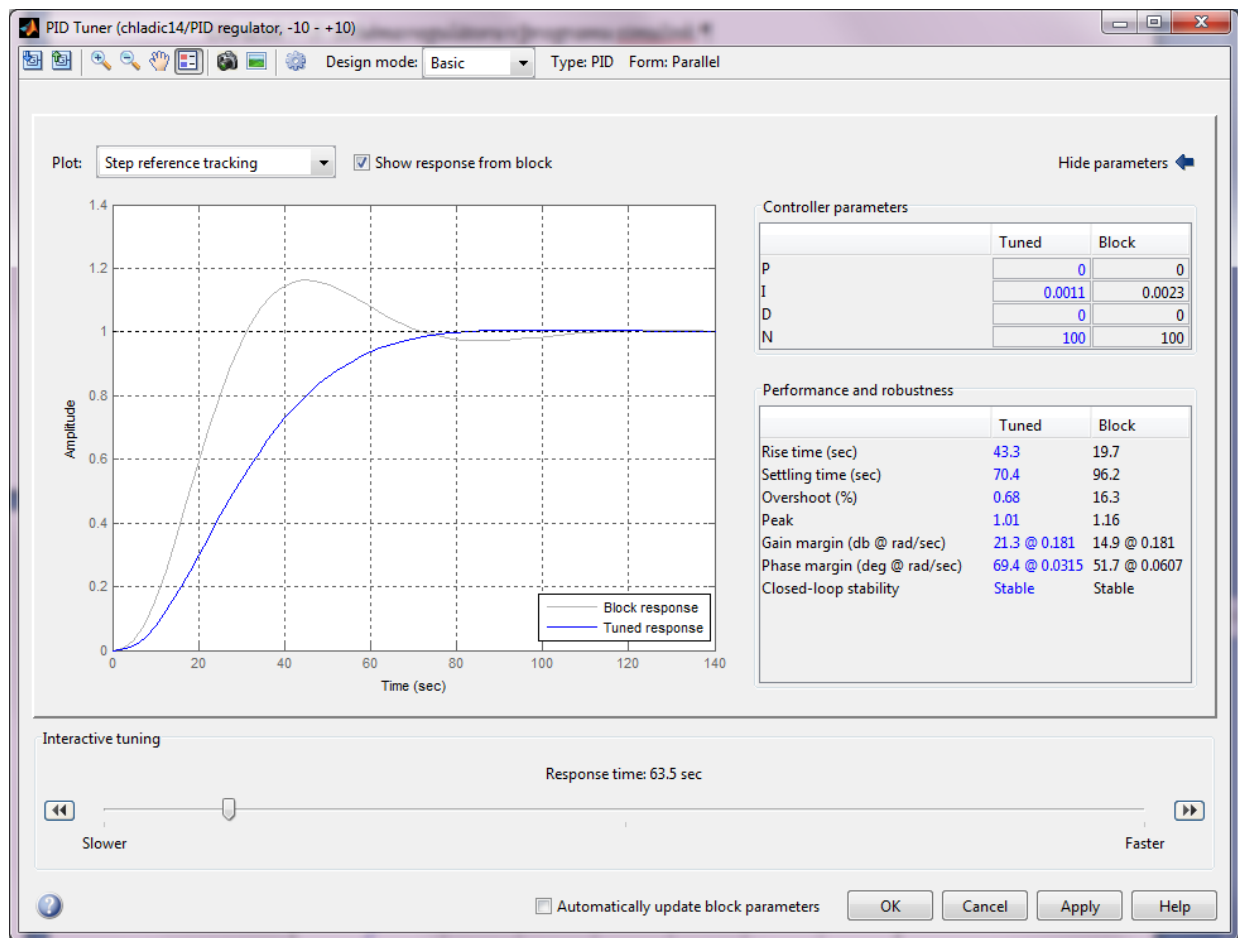 PID Tuner (chladic14/PID regulator, -10 - +10)
Design mode: Basic Type: PID Form: Parallel
Plot: Step reference tracking Show response from block Hide parameters
1.4
1.2
1
0.8
0.6
0.4
0.2
0
Amplitude
0 20 40 60 80 100 120 140
Time (sec)
Block response
Tuned response
Controller parameters
Tuned Block
P 0 0
I 0.0011 0.0023
D 0 0
N 100 100
Performance and robustness
Tuned Block
Rise time (sec) 43.3 19.7
Settling time (sec) 70.4 96.2
Overshoot (%) 0.68 16.3
Peak 1.01 1.16
Gain margin (db @ rad/sec) 21.3 @ 0.181 14.9 @ 0.181
Phase margin (deg @ rad/sec) 69.4 @ 0.0315 51.7 @ 0.0607
Closed-loop stability Stable Stable
Interactive tuning
Response time: 63.5 sec
Slower Faster
Automatically update block parameters OK Cancel Apply Help